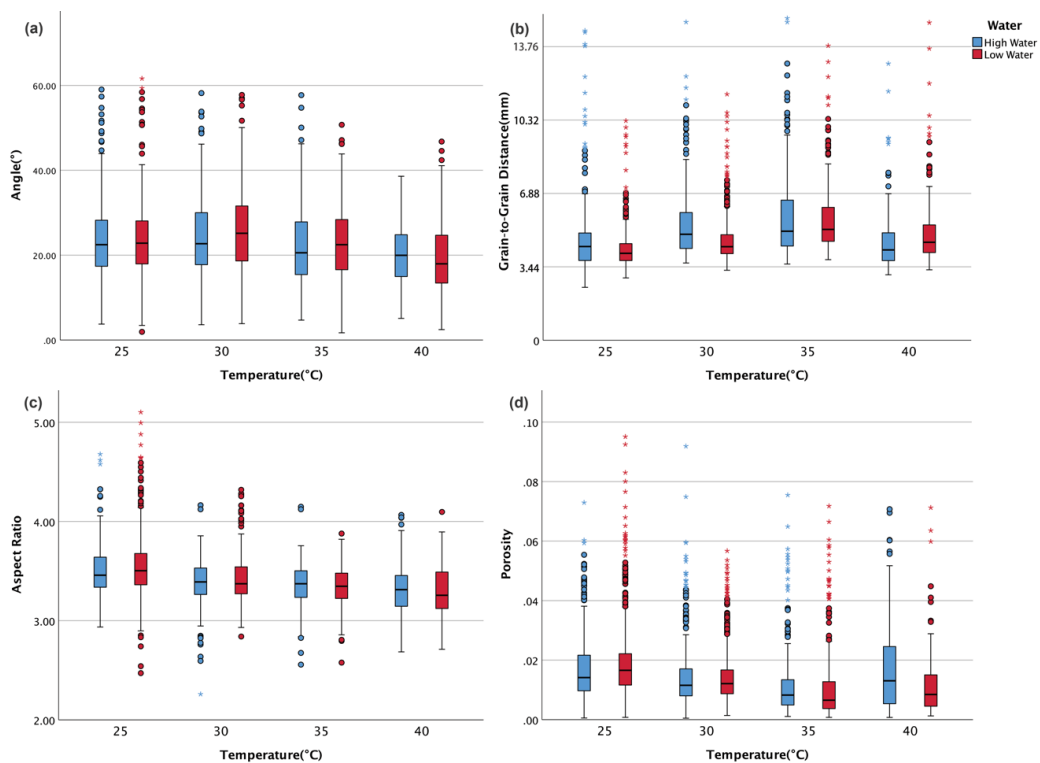 (a)
60.00
40.00
20.00
.00
Angle(°)
25 30 35 40
Temperature(°C)
(b)
13.76
10.32
6.88
3.44
0
Grain-to-Grain Distance(mm)
25 30 35 40
Temperature(°C)
Water
High Water
Low Water
(c)
5.00
4.00
3.00
2.00
Aspect Ratio
25 30 35 40
Temperature(°C)
(d)
.10
.08
.06
.04
.02
.00
Porosity
25 30 35 40
Temperature(°C)